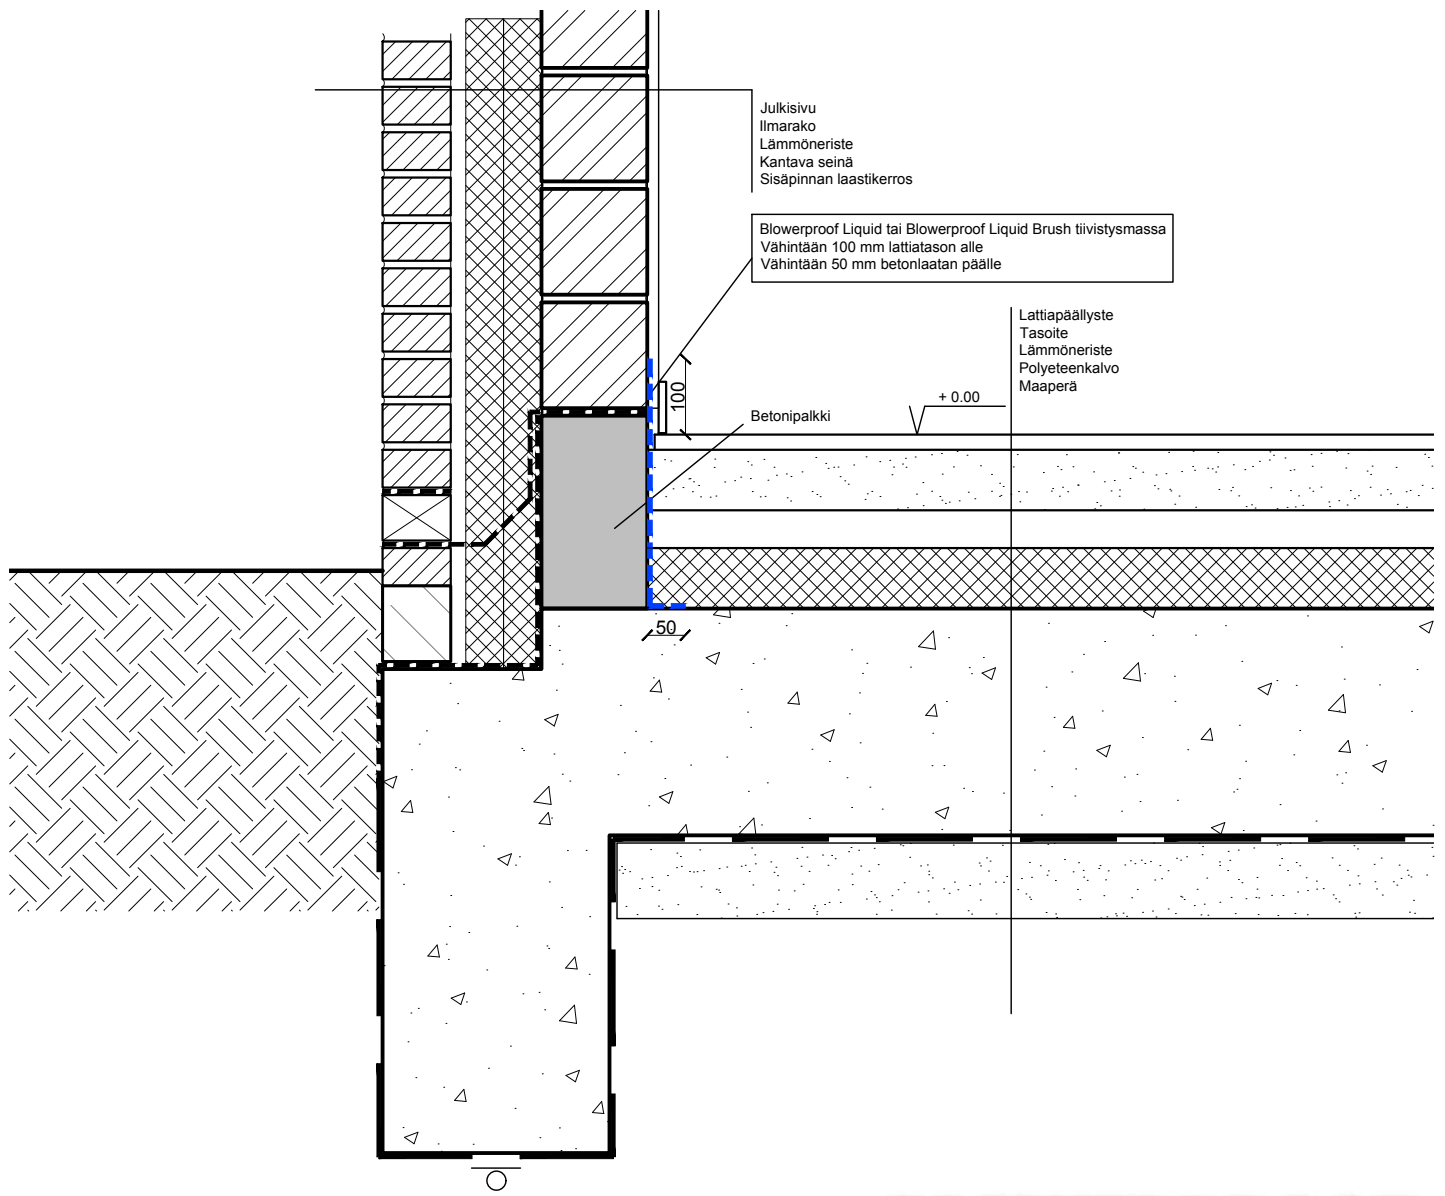 Julkisivu
Ilmarako
Lämmöneriste
Kantava seinä
Sisäpinnan laastikerros
Blowerproof Liquid tai Blowerproof Liquid Brush tiivistysmassa
Vähintään 100 mm lattiatason alle
Vähintään 50 mm betonlaatan päälle
Lattiapäällyste
Tasoite
Lämmöneriste
Polyeteenkalvo
Maaperä
100
+ 0.00
Betonipalkki
50